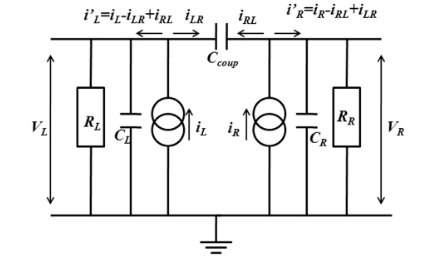 i'L=iL-iLR+iRL iLR iRL i'R=iR-iRL+iLR
Ccoup
VL RL CL iL iR CR RR VR